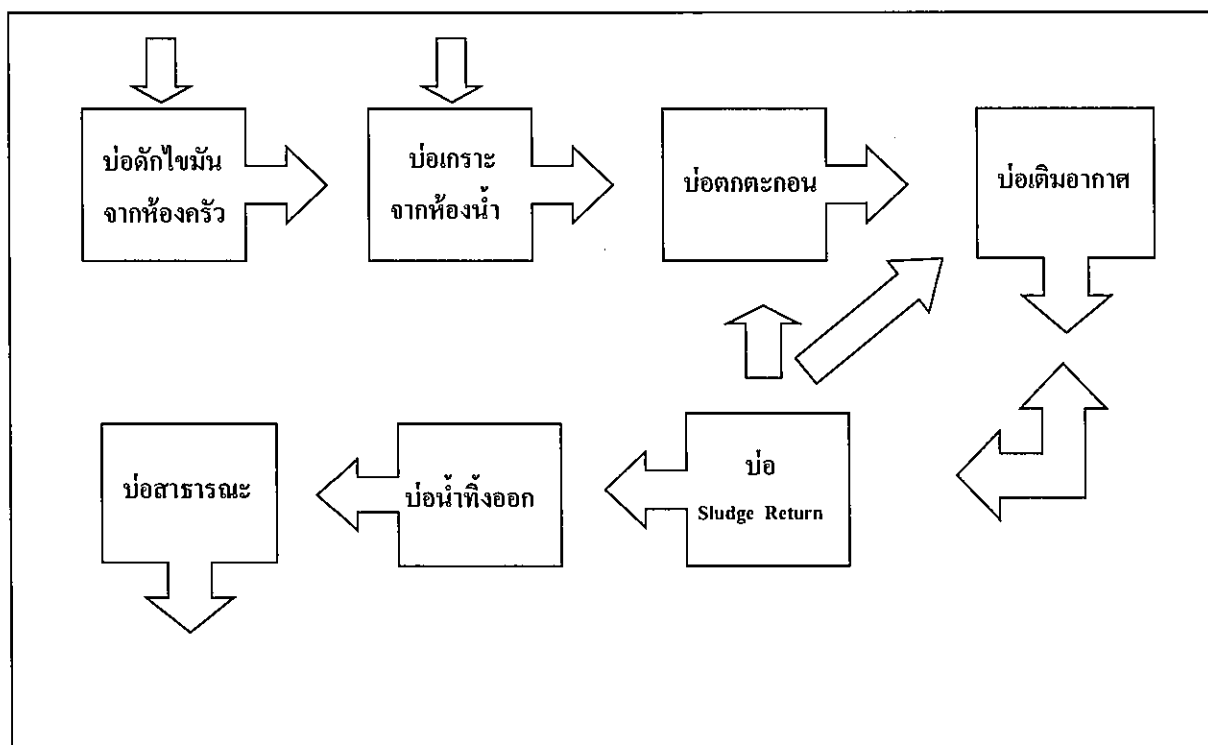 บ่อดักไขมัน
จากห้องครัว
บ่อเกราะ
จากห้องน้ำ
บ่อตกตะกอน
บ่อเติมอากาศ
บ่อสาธารณะ
บ่อน้ำทิ้งออก
บ่อ
Sludge Return